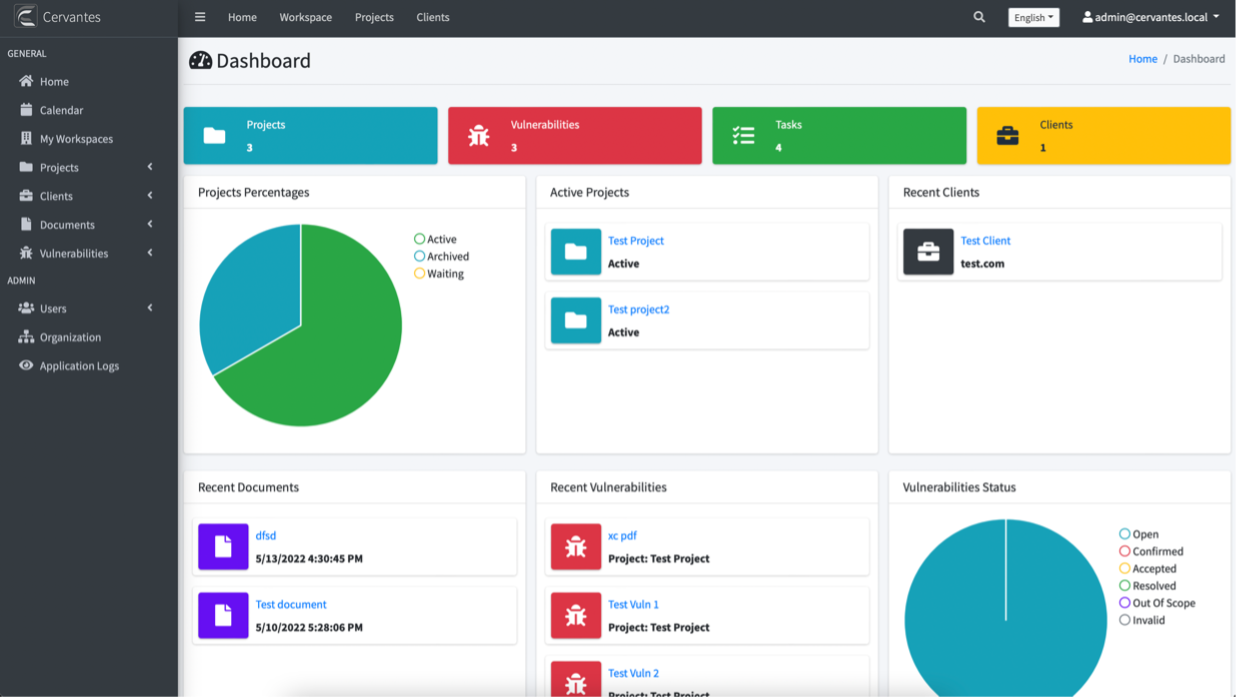 Cervantes
Home Workspace Projects Clients
English
admin@cervantes.local
GENERAL
Home
Calendar
My Workspaces
Projects
Clients
Documents
Vulnerabilities
ADMIN
Users
Organization
Application Logs
Dashboard
Home / Dashboard
Projects
3
Vulnerabilities
3
Tasks
4
Clients
1
Projects Percentages
Active
Archived
Waiting
Active Projects
Test Project
Active
Test project2
Active
Recent Clients
Test Client
test.com
Recent Documents
dfsd
5/13/2022 4:30:45 PM
Test document
5/10/2022 5:28:06 PM
Recent Vulnerabilities
xc pdf
Project: Test Project
Test Vuln 1
Project: Test Project
Test Vuln 2
Project: Test Project
Vulnerabilities Status
Open
Confirmed
Accepted
Resolved
Out Of Scope
Invalid